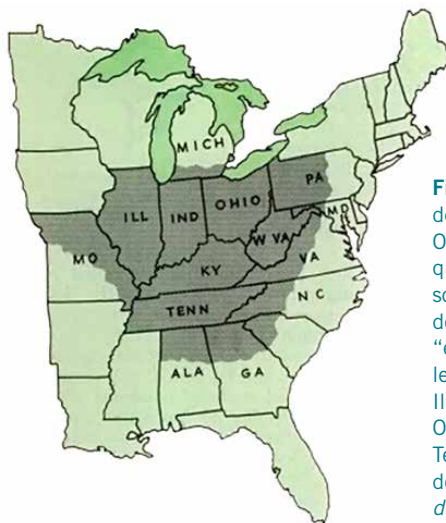 MICH
ILL IND OHIO PA
MD
MO W VA
KY VA
TENN N C
ALA GA
F
de
O
q
so
de
“e
le
Il
O
Te
de
d